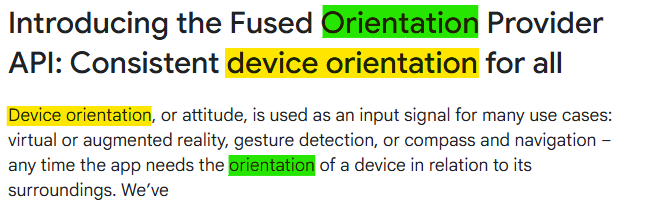 Introducing the Fused Orientation Provider
API: Consistent device orientation for all
Device orientation, or attitude, is used as an input signal for many use cases:
virtual or augmented reality, gesture detection, or compass and navigation –
any time the app needs the orientation of a device in relation to its
surroundings. We’ve